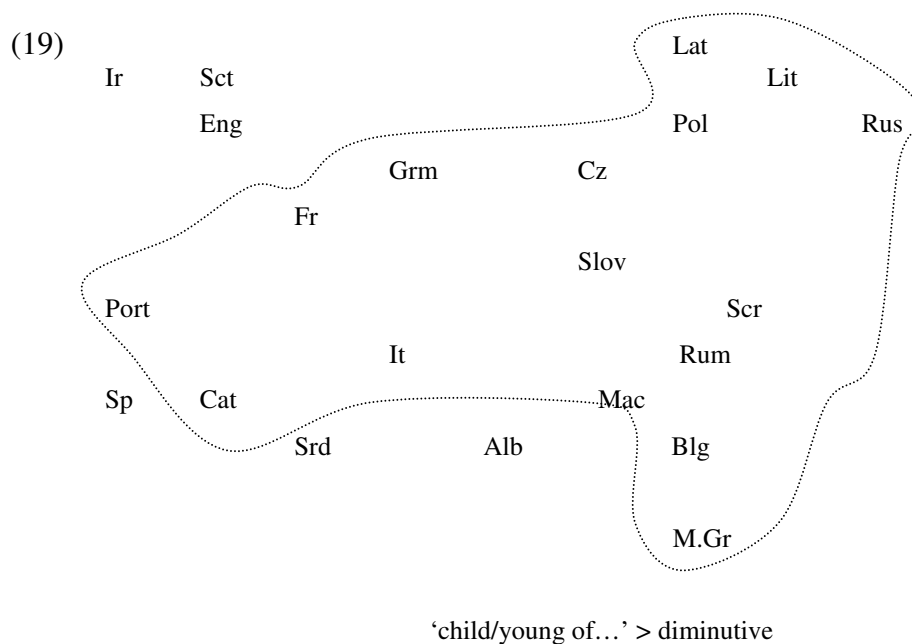 (19)
Lat
Ir Sct Lit
Eng Pol Rus
Grm Cz
Fr
Slov
Port Scr
It Rum
Sp Cat Mac
Srd Alb Blg
M.Gr
‘child/young of…’ > diminutive